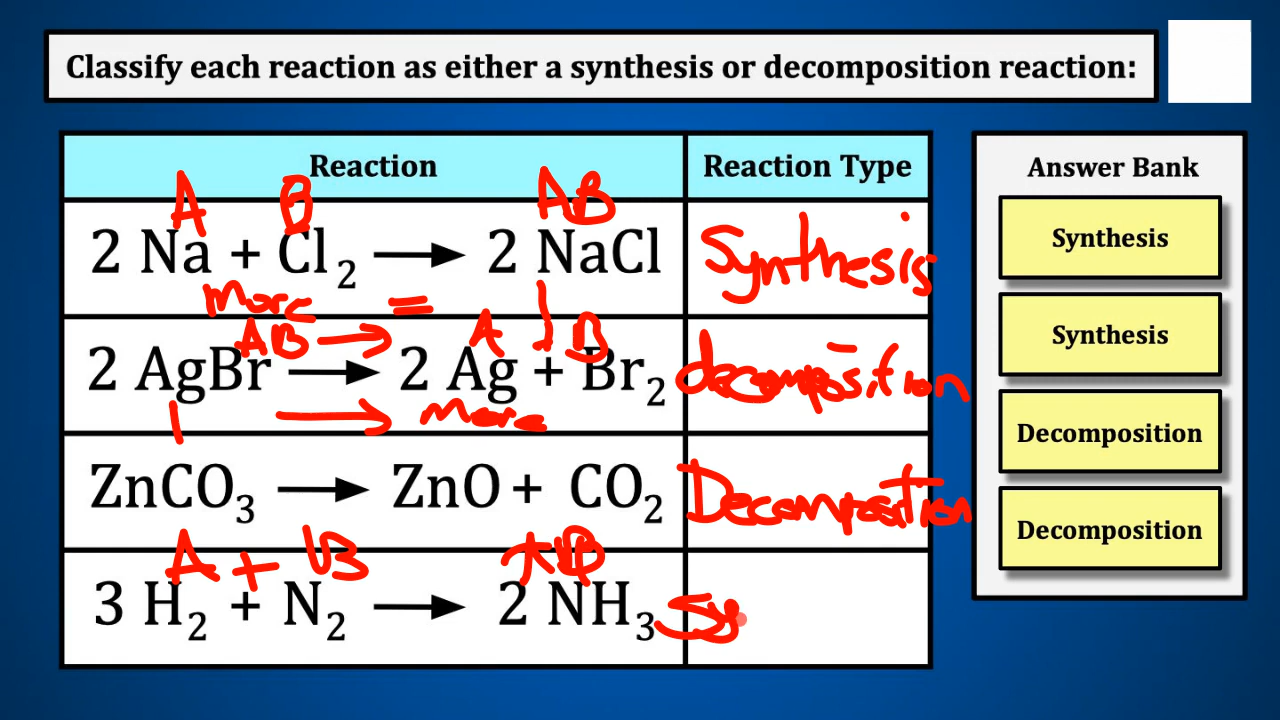 Classify each reaction as either a synthesis or decomposition reaction:
Reaction
Reaction Type
Answer Bank
A B AB
2 Na + Cl₂ → 2 NaCl
Synthesis
Synthesis
more = 1
AB → A B
2 AgBr → 2 Ag + Br₂
decomposition
Synthesis
1 → more
ZnCO₃ → ZnO + CO₂
Decomposition
Decomposition
A + B AB
3 H₂ + N₂ → 2 NH₃
Sy
Decomposition